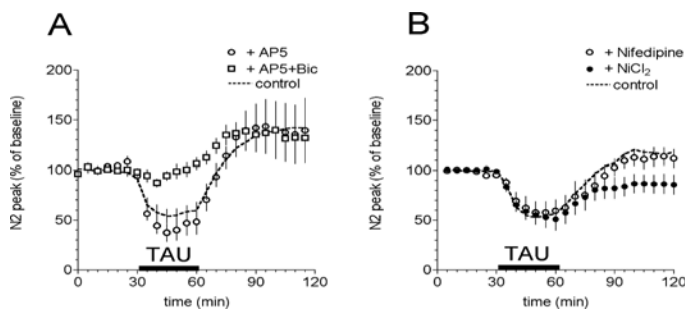 A
+ AP5
+ AP5+Bic
control
N2 peak (% of baseline)
200
150
100
50
0
TAU
0 30 60 90 120
time (min)
B
+ Nifedipine
+ NiCl₂
control
N2 peak (% of baseline)
200
150
100
50
0
TAU
0 30 60 90 120
time (min)